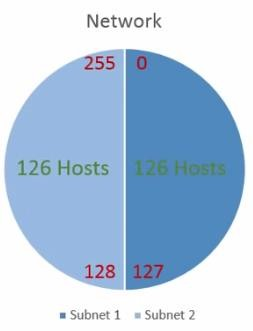 Network
255 0
126 Hosts 126 Hosts
128 127
Subnet 1 Subnet 2